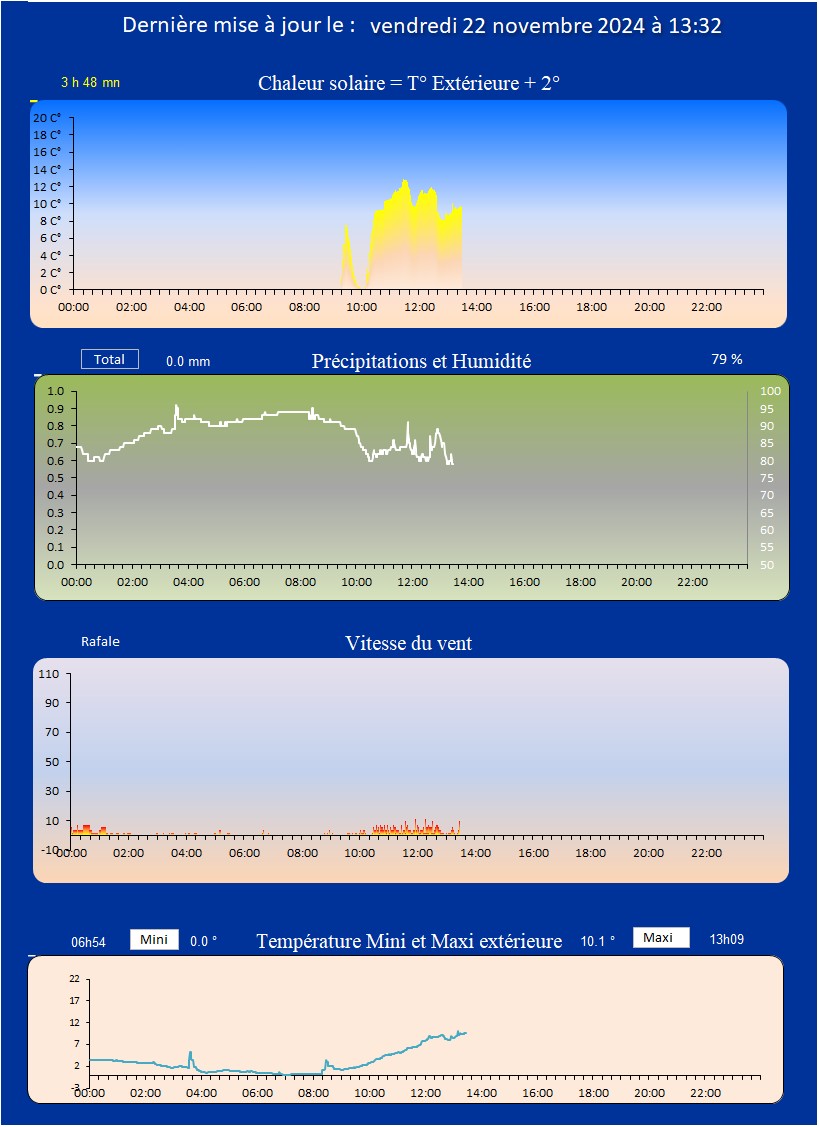 Dernière mise à jour le : vendredi 22 novembre 2024 à 13:32
3 h 48 mn Chaleur solaire = T° Extérieure + 2°
20 C°
18 C°
16 C°
14 C°
12 C°
10 C°
8 C°
6 C°
4 C°
2 C°
0 C°
00:00 02:00 04:00 06:00 08:00 10:00 12:00 14:00 16:00 18:00 20:00 22:00
Total 0.0 mm Précipitations et Humidité 79 %
1.0 100
0.9 95
0.8 90
0.7 85
0.6 80
0.5 75
0.4 70
0.3 65
0.2 60
0.1 55
0.0 50
00:00 02:00 04:00 06:00 08:00 10:00 12:00 14:00 16:00 18:00 20:00 22:00
Rafale Vitesse du vent
110
90
70
50
30
10
-10
00:00 02:00 04:00 06:00 08:00 10:00 12:00 14:00 16:00 18:00 20:00 22:00
06h54 Mini 0.0 ° Température Mini et Maxi extérieure 10.1 ° Maxi 13h09
22
17
12
7
2
-3
00:00 02:00 04:00 06:00 08:00 10:00 12:00 14:00 16:00 18:00 20:00 22:00